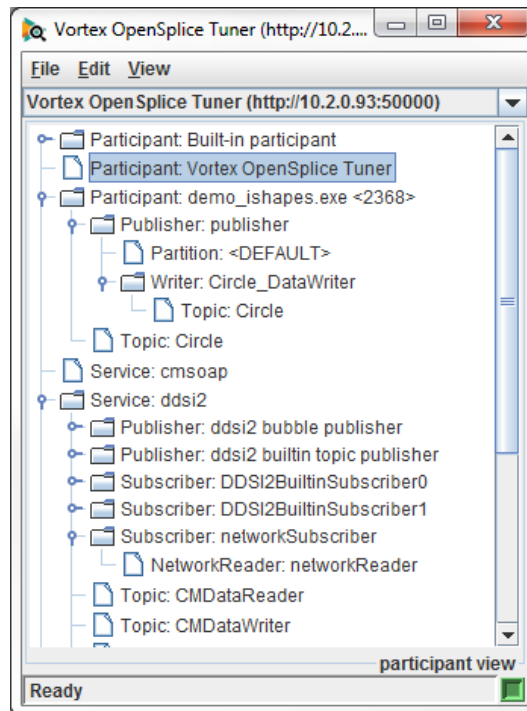 Vortex OpenSplice Tuner (http://10.2....
File Edit View
Vortex OpenSplice Tuner (http://10.2.0.93:50000)
Participant: Built-in participant
Participant: Vortex OpenSplice Tuner
Participant: demo_ishapes.exe <2368>
Publisher: publisher
Partition: <DEFAULT>
Writer: Circle_DataWriter
Topic: Circle
Topic: Circle
Service: cmsoap
Service: ddsi2
Publisher: ddsi2 bubble publisher
Publisher: ddsi2 builtin topic publisher
Subscriber: DDSI2BuiltinSubscriber0
Subscriber: DDSI2BuiltinSubscriber1
Subscriber: networkSubscriber
NetworkReader: networkReader
Topic: CMDataReader
Topic: CMDataWriter
participant view
Ready